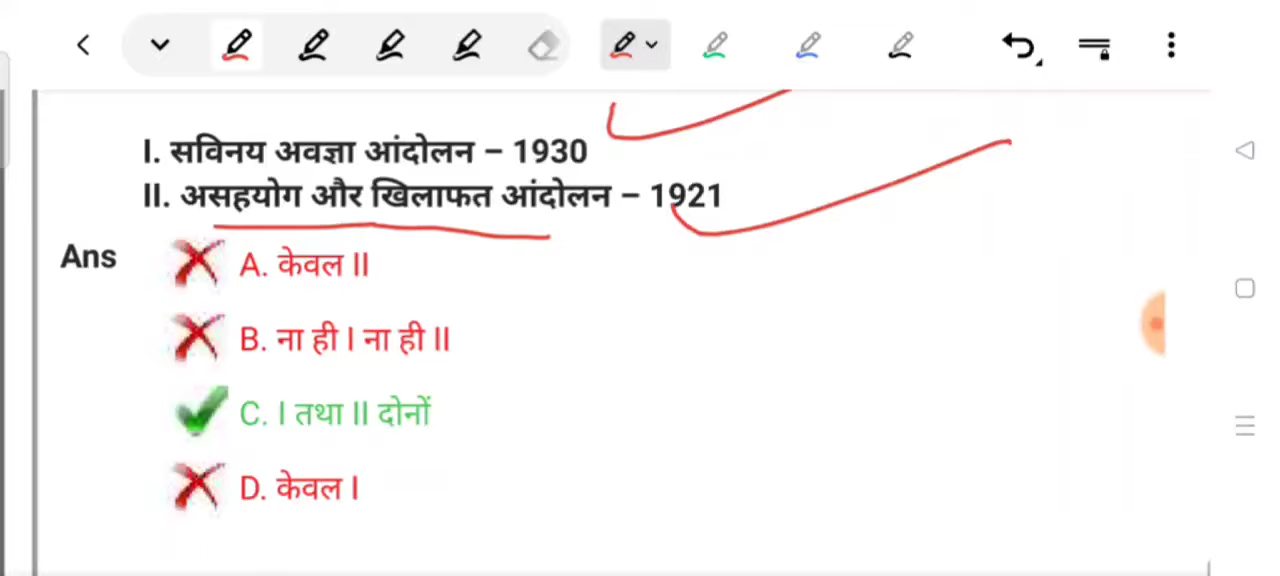 I. सविनय अवज्ञा आंदोलन – 1930
II. असहयोग और खिलाफत आंदोलन – 1921
Ans
A. केवल II
B. ना ही I ना ही II
C. I तथा II दोनों
D. केवल I